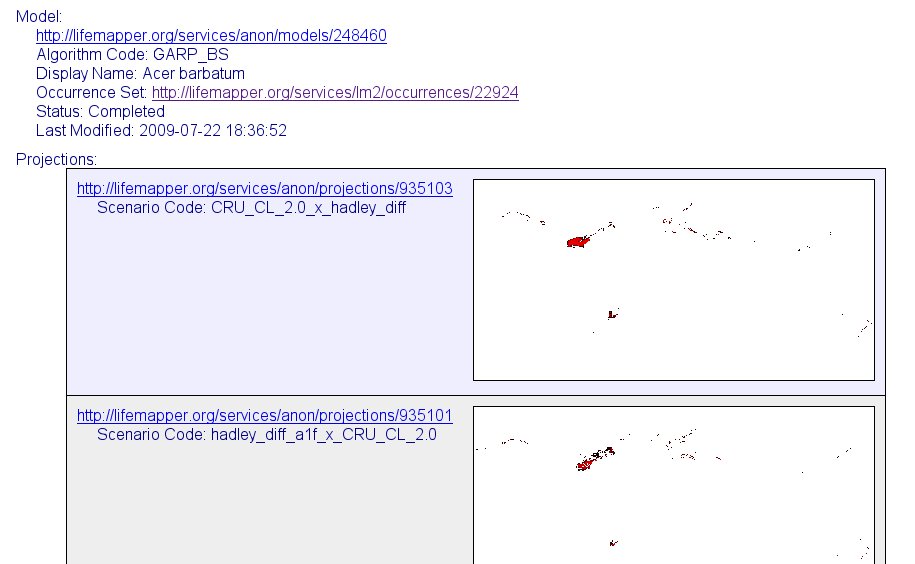 Model:
http://lifemapper.org/services/anon/models/248460
Algorithm Code: GARP_BS
Display Name: Acer barbatum
Occurrence Set: http://lifemapper.org/services/lm2/occurrences/22924
Status: Completed
Last Modified: 2009-07-22 18:36:52
Projections:
http://lifemapper.org/services/anon/projections/935103
Scenario Code: CRU_CL_2.0_x_hadley_diff
http://lifemapper.org/services/anon/projections/935101
Scenario Code: hadley_diff_a1f_x_CRU_CL_2.0